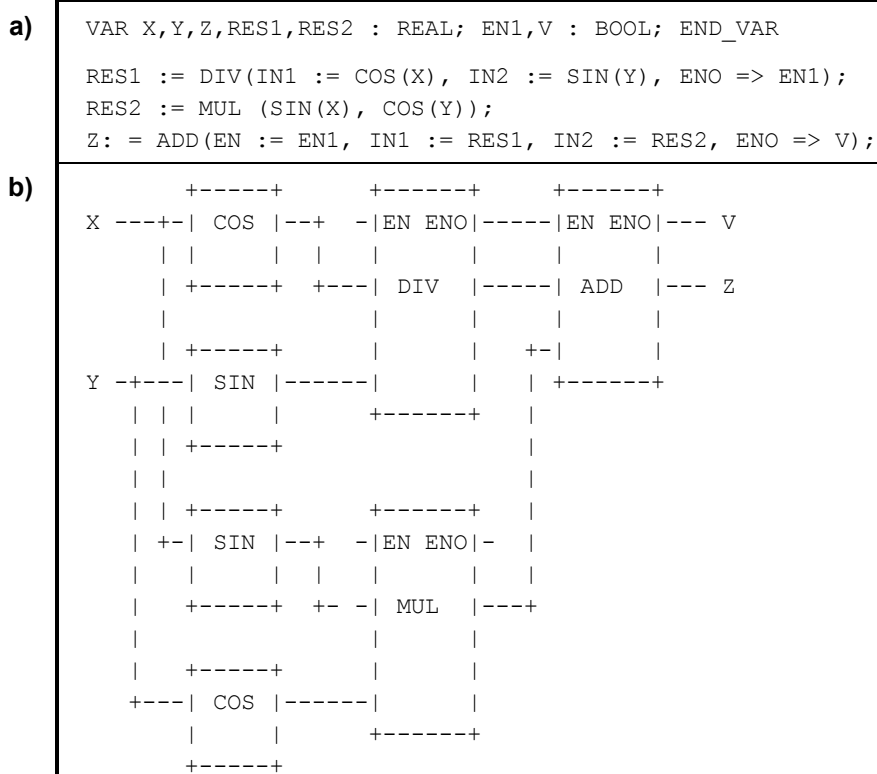 a) VAR X,Y,Z,RES1,RES2 : REAL; EN1,V : BOOL; END_VAR
RES1 := DIV(IN1 := COS(X), IN2 := SIN(Y), ENO => EN1);
RES2 := MUL (SIN(X), COS(Y));
Z: = ADD(EN := EN1, IN1 := RES1, IN2 := RES2, ENO => V);
b)
X COS EN ENO EN ENO V
DIV ADD Z
Y SIN
SIN EN ENO
MUL
COS